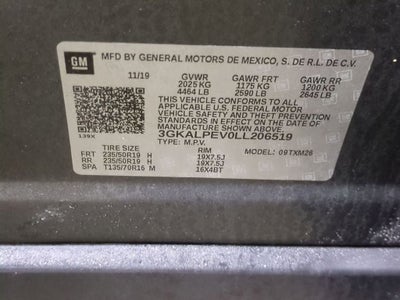 GM MFD BY GENERAL MOTORS DE MEXICO, S. DE R.L. DE C.V.
11/19 GVWR GAWR FRT GAWR RR
2025 KG 1175 KG 1200 KG
4464 LB 2590 LB 2645 LB
THIS VEHICLE CONFORMS TO ALL APPLICABLE
U.S. FEDERAL MOTOR
VEHICLE SAFETY AND THEFT PREVENTION
STANDARDS IN EFFECT ON THE DATE OF
MANUFACTURE SHOWN ABOVE.
139X 3GKALPEV0LL206519
TYPE: M.P.V. MODEL: 09TXM26
TIRE SIZE RIM
FRT 235/50R19 H 19X7.5J
RR 235/50R19 H 19X7.5J
SPA T135/70R16 M 16X4BT